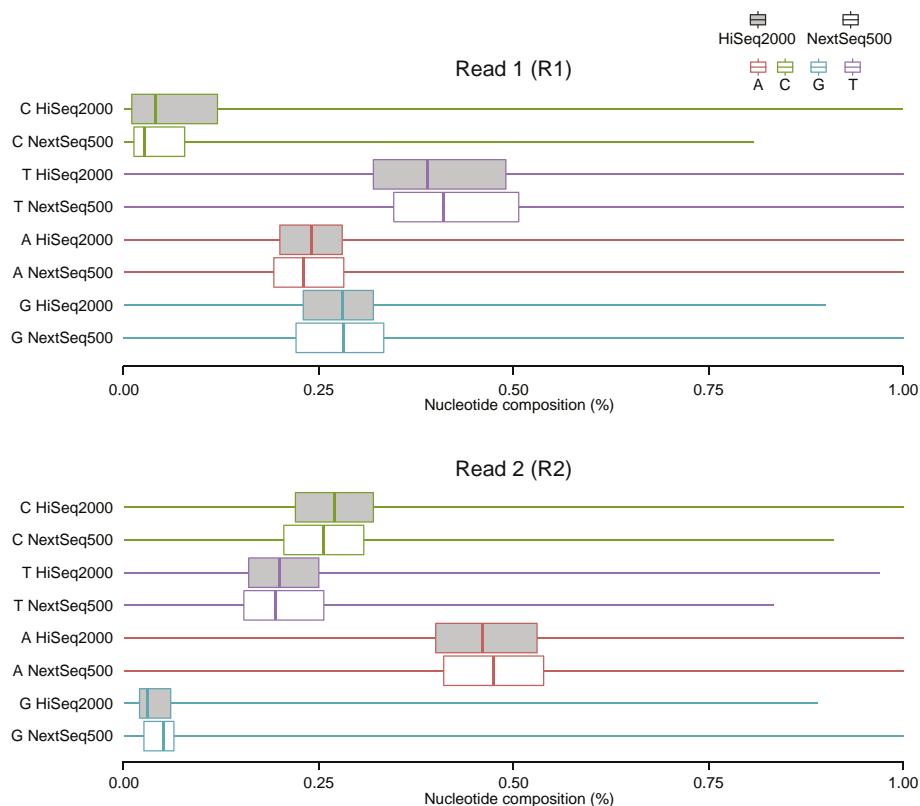 HiSeq2000 NextSeq500
A C G T
Read 1 (R1)
C HiSeq2000
C NextSeq500
T HiSeq2000
T NextSeq500
A HiSeq2000
A NextSeq500
G HiSeq2000
G NextSeq500
0.00 0.25 0.50 0.75 1.00
Nucleotide composition (%)
Read 2 (R2)
C HiSeq2000
C NextSeq500
T HiSeq2000
T NextSeq500
A HiSeq2000
A NextSeq500
G HiSeq2000
G NextSeq500
0.00 0.25 0.50 0.75 1.00
Nucleotide composition (%)